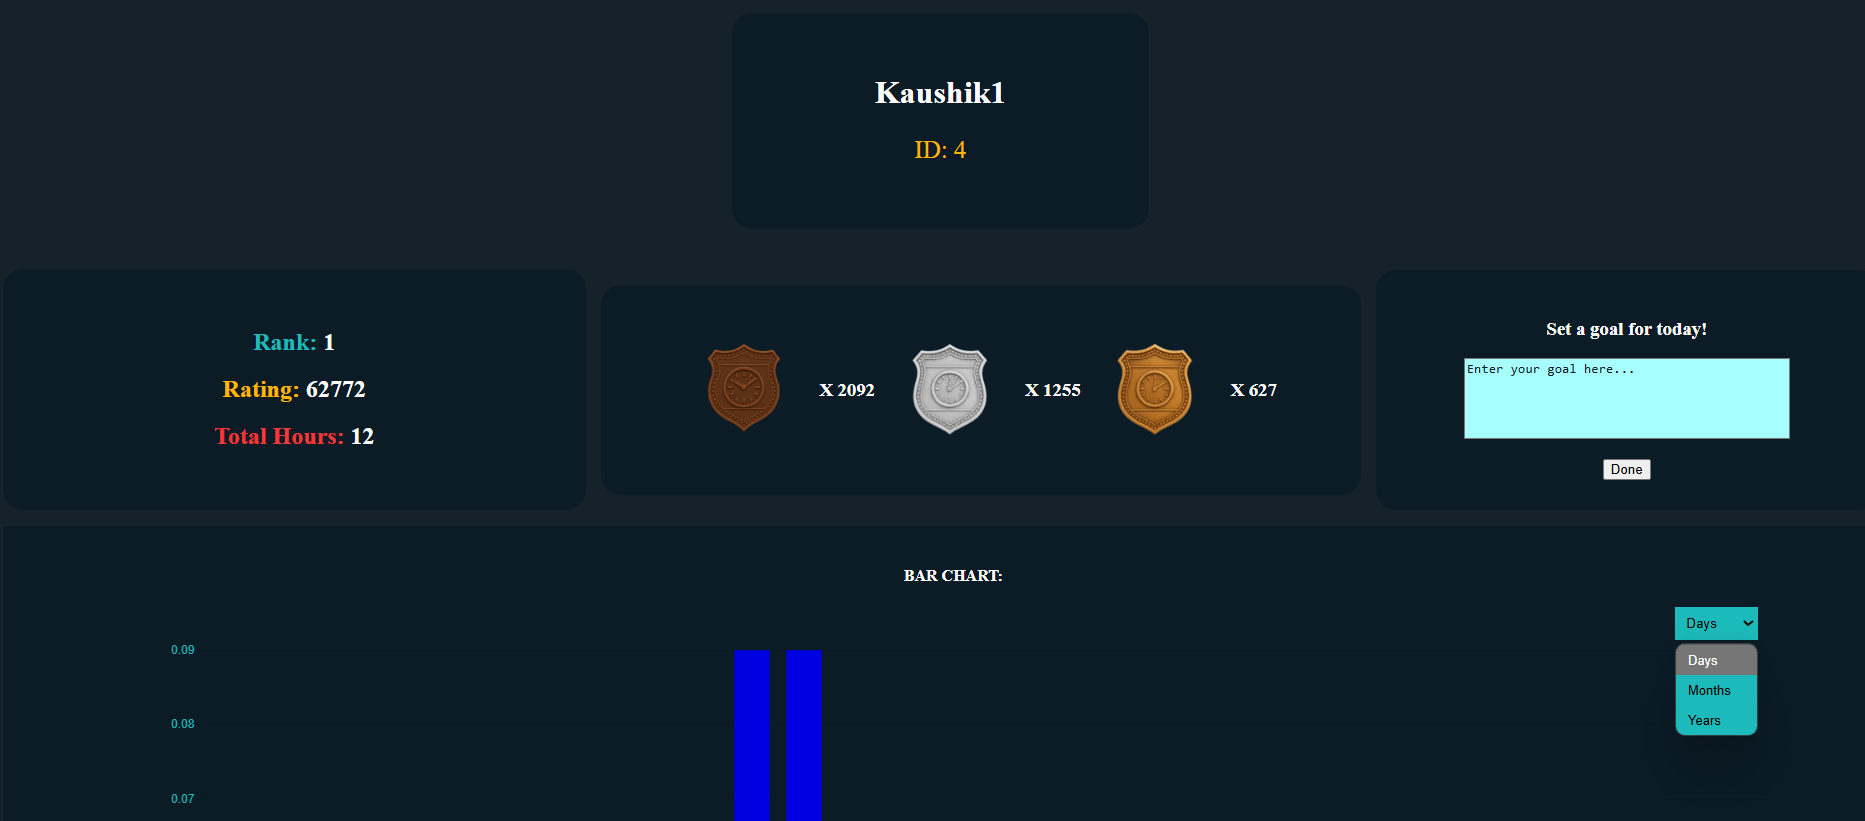 Kaushik1
ID: 4
Rank: 1
Rating: 62772
Total Hours: 12
X 2092
X 1255
X 627
Set a goal for today!
Enter your goal here...
Done
BAR CHART:
Days
Days
Months
Years
0.09
0.08
0.07